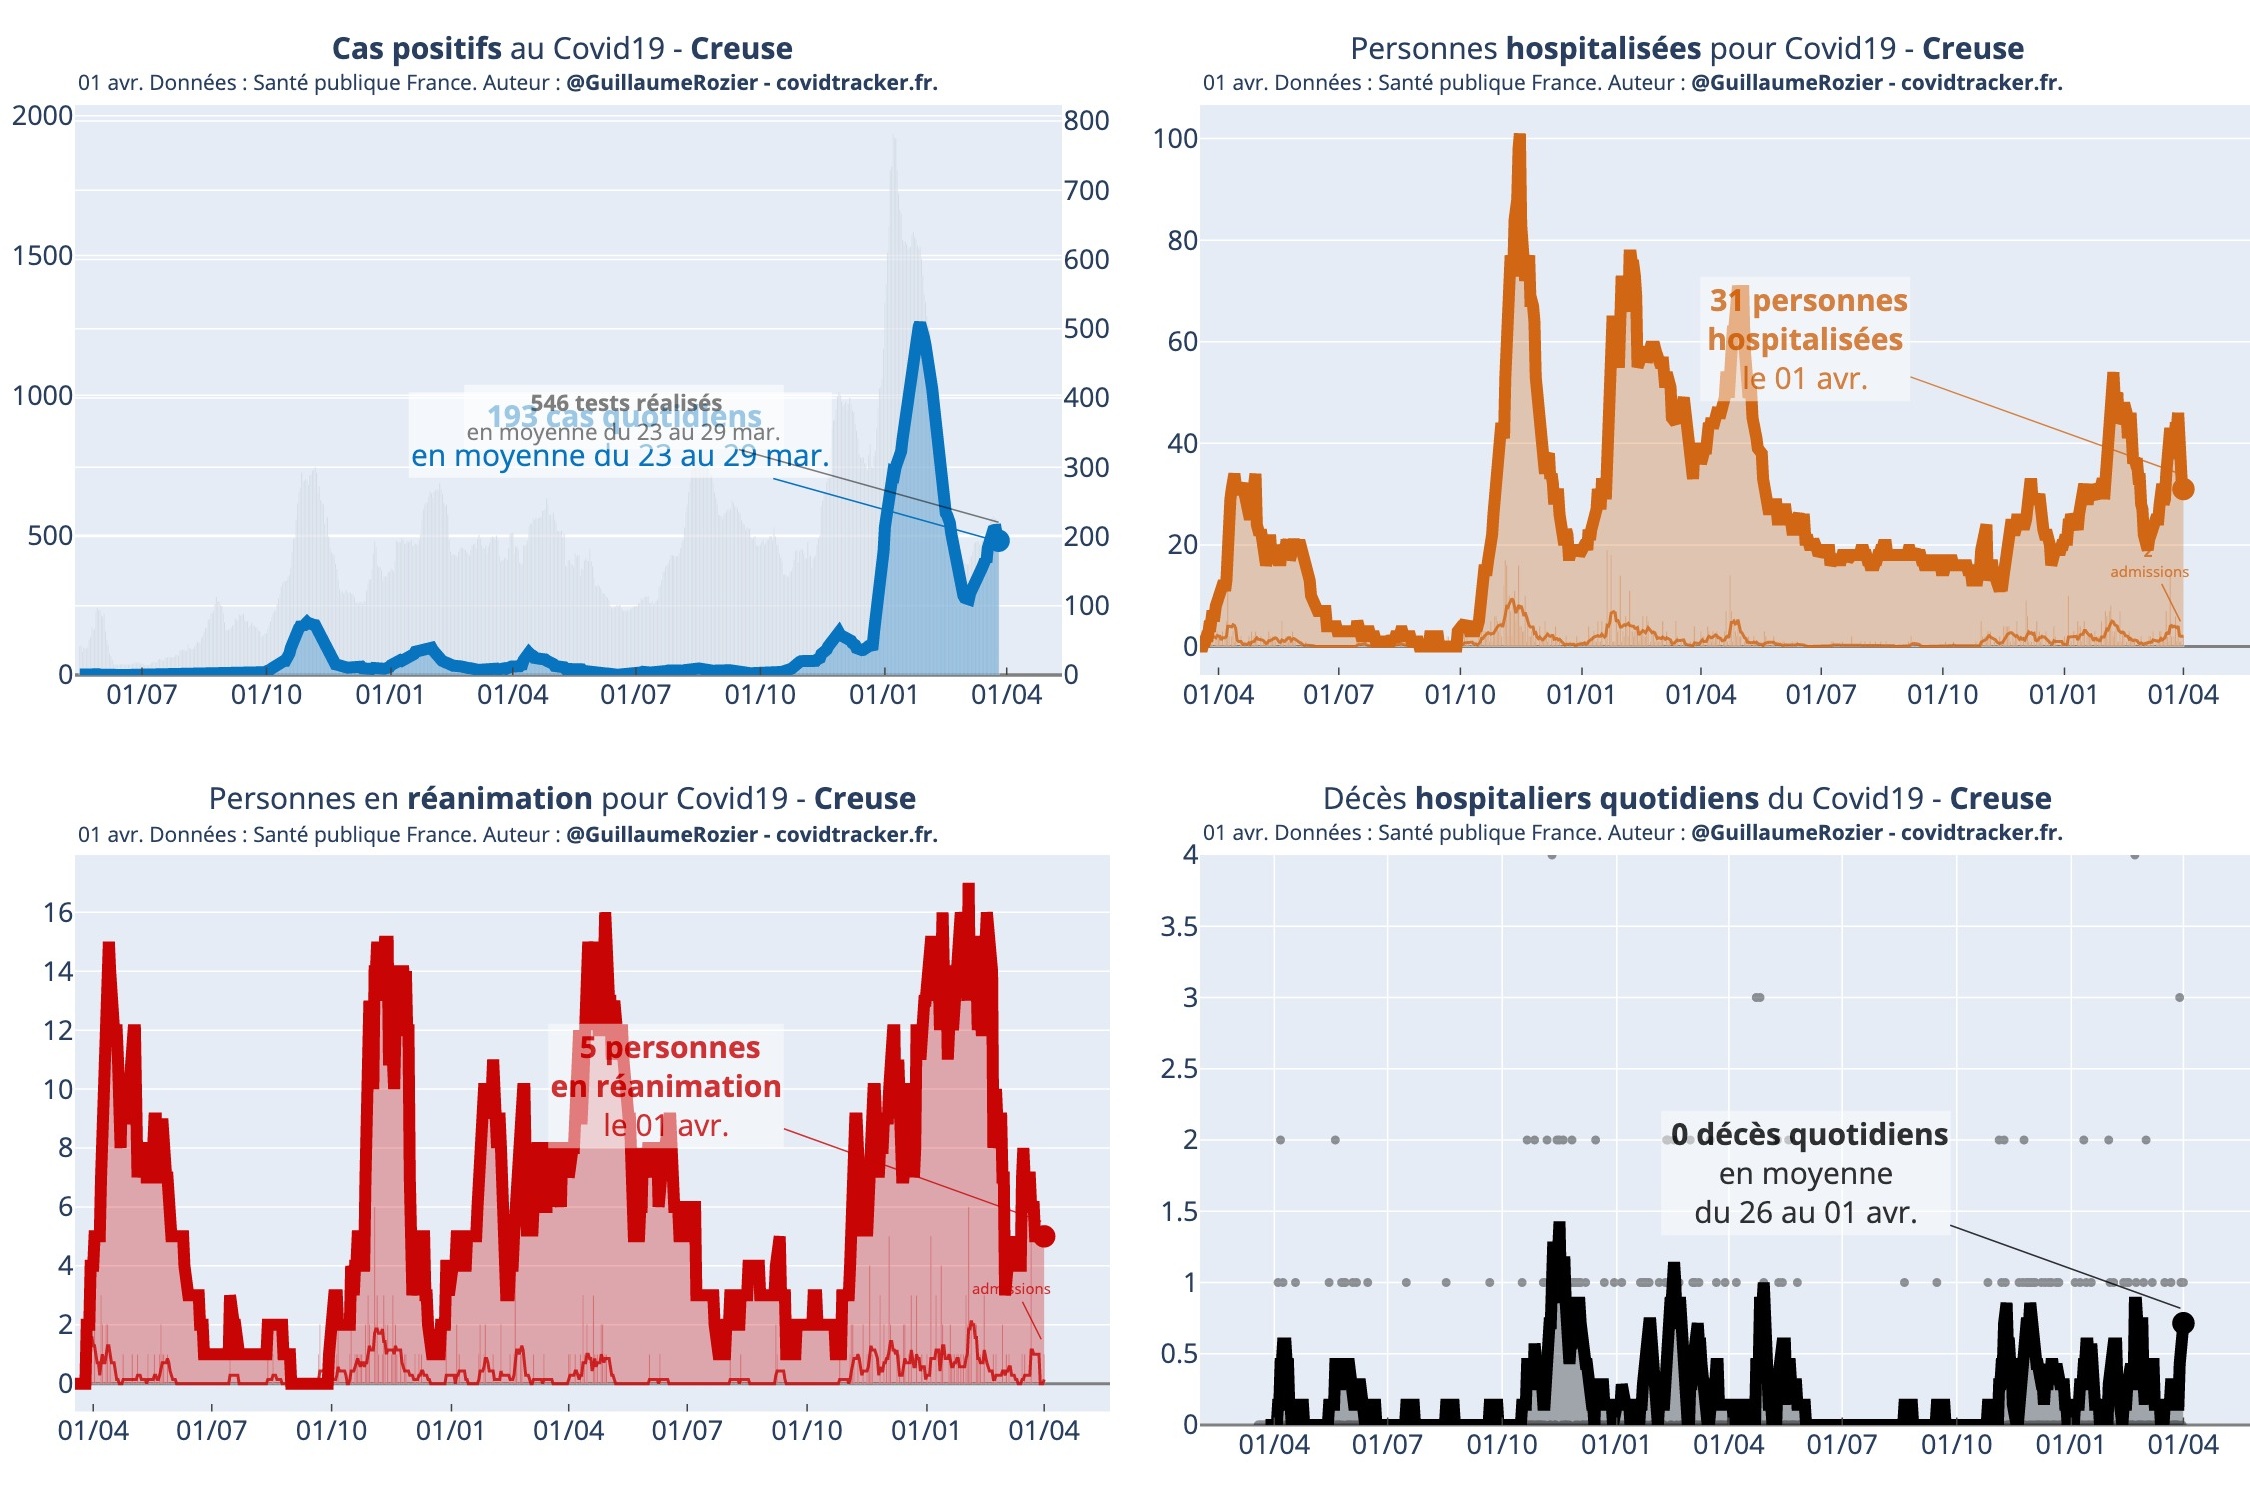 Cas positifs au Covid19 - Creuse
01 avr. Données : Santé publique France. Auteur : @GuillaumeRozier - covidtracker.fr.
2000
1500
1000
500
0
800
700
600
500
400
300
200
100
0
546 tests réalisés
193 cas quotidiens
en moyenne du 23 au 29 mar.
en moyenne du 23 au 29 mar.
01/07 01/10 01/01 01/04 01/07 01/10 01/01 01/04
Personnes hospitalisées pour Covid19 - Creuse
01 avr. Données : Santé publique France. Auteur : @GuillaumeRozier - covidtracker.fr.
100
80
60
40
20
0
31 personnes
hospitalisées
le 01 avr.
2
admissions
01/04 01/07 01/10 01/01 01/04 01/07 01/10 01/01 01/04
Personnes en réanimation pour Covid19 - Creuse
01 avr. Données : Santé publique France. Auteur : @GuillaumeRozier - covidtracker.fr.
16
14
12
10
8
6
4
2
0
5 personnes
en réanimation
le 01 avr.
admissions
01/04 01/07 01/10 01/01 01/04 01/07 01/10 01/01 01/04
Décès hospitaliers quotidiens du Covid19 - Creuse
01 avr. Données : Santé publique France. Auteur : @GuillaumeRozier - covidtracker.fr.
4
3.5
3
2.5
2
1.5
1
0.5
0
0 décès quotidiens
en moyenne
du 26 au 01 avr.
01/04 01/07 01/10 01/01 01/04 01/07 01/10 01/01 01/04